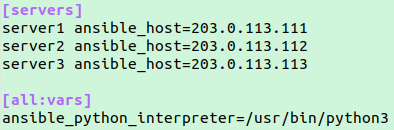 [servers]
server1 ansible_host=203.0.113.111
server2 ansible_host=203.0.113.112
server3 ansible_host=203.0.113.113

[all:vars]
ansible_python_interpreter=/usr/bin/python3